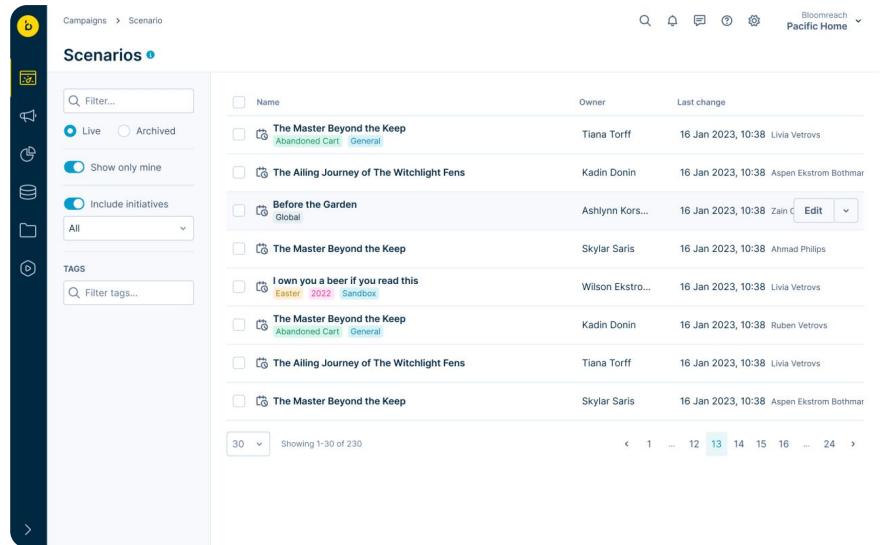 Campaigns > Scenario
Bloomreach
Pacific Home
Scenarios
Filter...
Live
Archived
Show only mine
Include initiatives
All
TAGS
Filter tags...
Name Owner Last change
The Master Beyond the Keep
Abandoned Cart General
Tiana Torff 16 Jan 2023, 10:38 Livia Vetrovs
The Ailing Journey of The Witchlight Fens Kadin Donin 16 Jan 2023, 10:38 Aspen Ekstrom Bothmar
Before the Garden
Global
Ashlynn Kors... 16 Jan 2023, 10:38 Zain Edit
The Master Beyond the Keep Skylar Saris 16 Jan 2023, 10:38 Ahmad Philips
I own you a beer if you read this
Easter 2022 Sandbox
Wilson Ekstro... 16 Jan 2023, 10:38 Livia Vetrovs
The Master Beyond the Keep
Abandoned Cart General
Kadin Donin 16 Jan 2023, 10:38 Ruben Vetrovs
The Ailing Journey of The Witchlight Fens Tiana Torff 16 Jan 2023, 10:38 Livia Vetrovs
The Master Beyond the Keep Skylar Saris 16 Jan 2023, 10:38 Aspen Ekstrom Bothmar
30 Showing 1-30 of 230 < 1 ... 12 13 14 15 16 ... 24 >